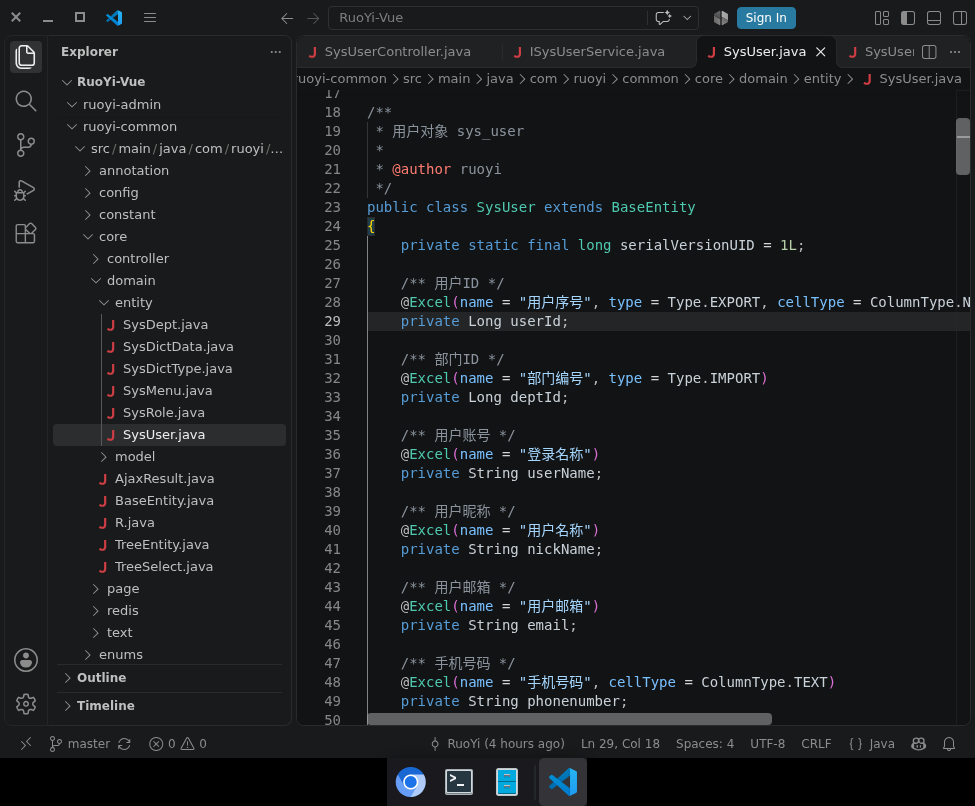 RuoYi-Vue
Sign In
Explorer
RuoYi-Vue
ruoyi-admin
ruoyi-common
src/main/java/com/ruoyi/...
annotation
config
constant
core
controller
domain
entity
SysDept.java
SysDictData.java
SysDictType.java
SysMenu.java
SysRole.java
SysUser.java
model
AjaxResult.java
BaseEntity.java
R.java
TreeEntity.java
TreeSelect.java
page
redis
text
enums
Outline
Timeline
SysUserController.java
ISysUserService.java
SysUser.java
SysUser
ruoyi-common > src > main > java > com > ruoyi > common > core > domain > entity > SysUser.java
17
18 /**
19 * 用户对象 sys_user
20 *
21 * @author ruoyi
22 */
23 public class SysUser extends BaseEntity
24 {
25 private static final long serialVersionUID = 1L;
26
27 /** 用户ID */
28 @Excel(name = "用户序号", type = Type.EXPORT, cellType = ColumnType.N
29 private Long userId;
30
31 /** 部门ID */
32 @Excel(name = "部门编号", type = Type.IMPORT)
33 private Long deptId;
34
35 /** 用户账号 */
36 @Excel(name = "登录名称")
37 private String userName;
38
39 /** 用户昵称 */
40 @Excel(name = "用户名称")
41 private String nickName;
42
43 /** 用户邮箱 */
44 @Excel(name = "用户邮箱")
45 private String email;
46
47 /** 手机号码 */
48 @Excel(name = "手机号码", cellType = ColumnType.TEXT)
49 private String phonenumber;
50
master
0
0
RuoYi (4 hours ago)
Ln 29, Col 18
Spaces: 4
UTF-8
CRLF
{ } Java